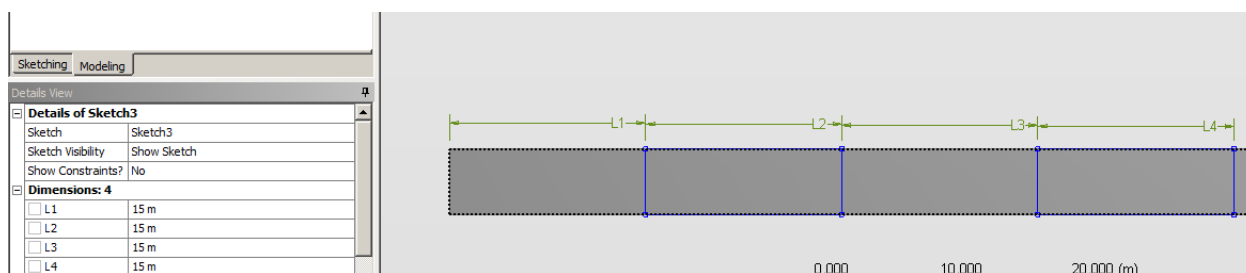 Sketching Modeling
Details View
Details of Sketch3
Sketch Sketch3
Sketch Visibility Show Sketch
Show Constraints? No
Dimensions: 4
L1 15 m
L2 15 m
L3 15 m
L4 15 m
L1 L2 L3 L4
0.000 10.000 20.000 (m)